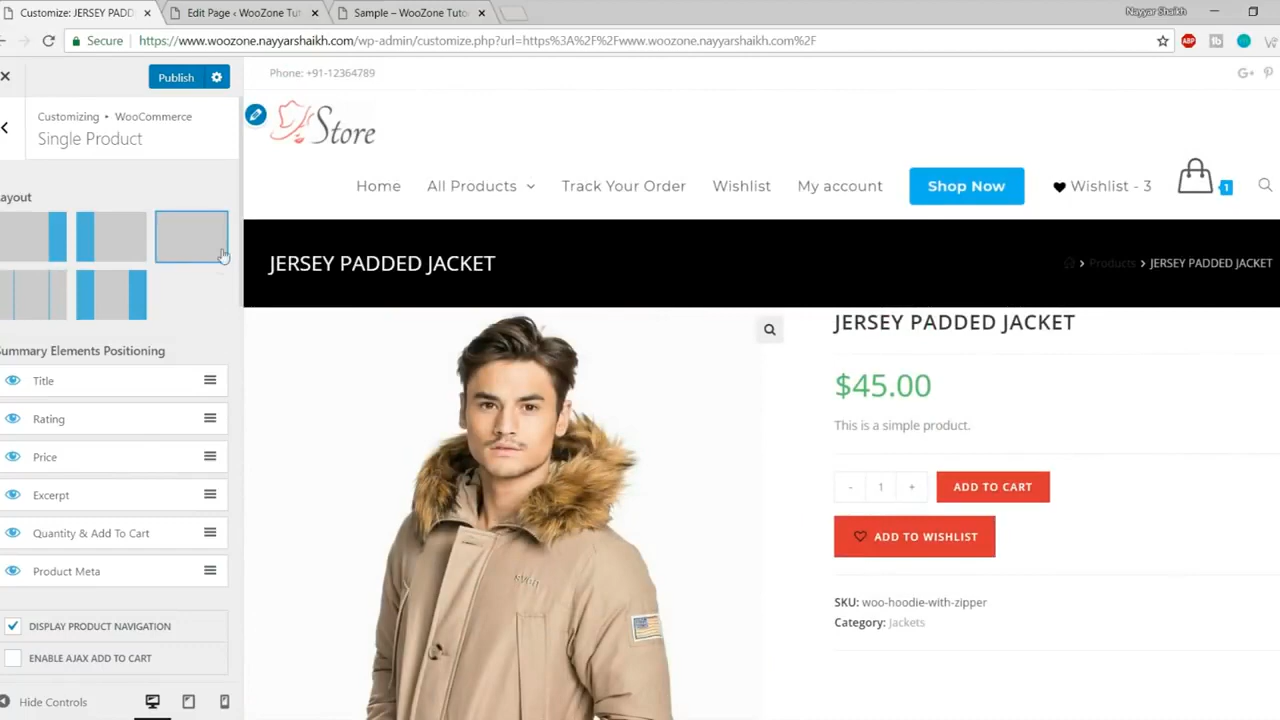 Customize: JERSEY PADD
Edit Page ‹ WooZone Tut
Sample – WooZone Tuto
Nayyar Shaikh
Secure
https://www.woozone.nayyarshaikh.com/wp-admin/customize.php?url=https%3A%2F%2Fwww.woozone.nayyarshaikh.com%2F
ABP
Publish
Customizing • WooCommerce
Single Product
ayout
Summary Elements Positioning
Title
Rating
Price
Excerpt
Quantity & Add To Cart
Product Meta
DISPLAY PRODUCT NAVIGATION
ENABLE AJAX ADD TO CART
Hide Controls
Phone: +91-12364789
G+
Store
Home
All Products
Track Your Order
Wishlist
My account
Shop Now
Wishlist - 3
1
JERSEY PADDED JACKET
Products › JERSEY PADDED JACKET
JERSEY PADDED JACKET
$45.00
This is a simple product.
- 1 +
ADD TO CART
ADD TO WISHLIST
SKU: woo-hoodie-with-zipper
Category: Jackets